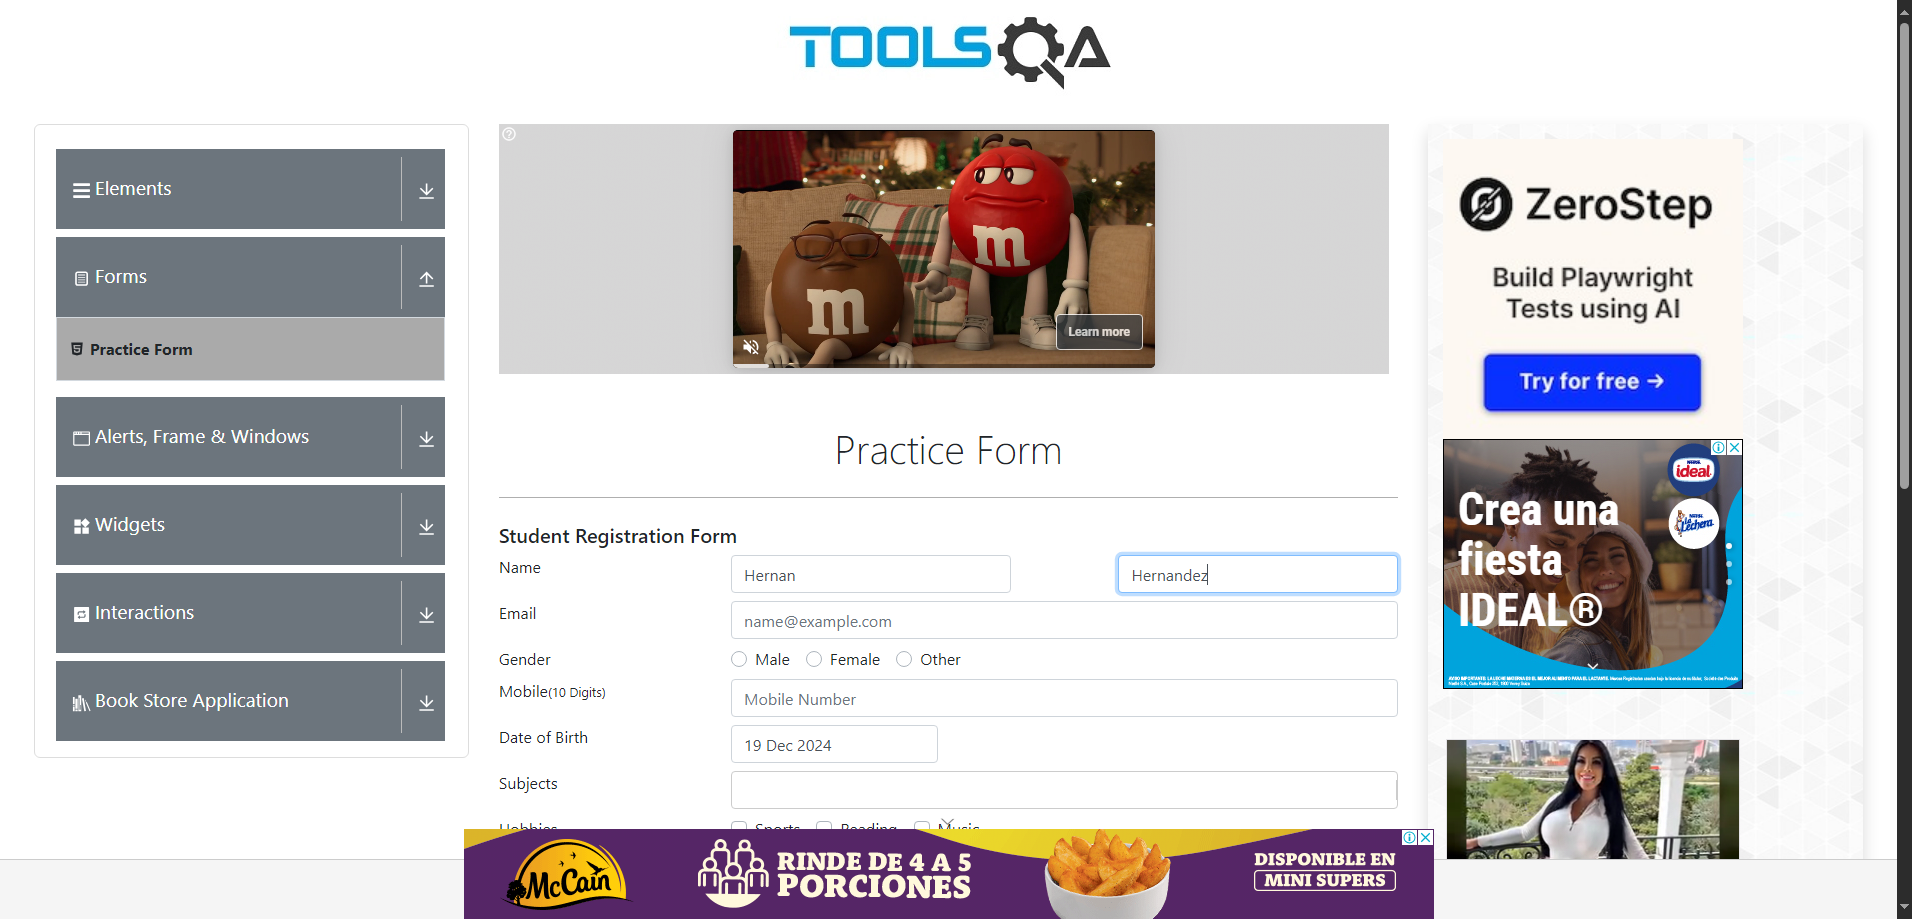 TOOLSQA
Elements
Forms
Practice Form
Alerts, Frame & Windows
Widgets
Interactions
Book Store Application
m
m
Learn more
Practice Form
Student Registration Form
Name
Hernan
Hernandez
Email
name@example.com
Gender
Male
Female
Other
Mobile(10 Digits)
Mobile Number
Date of Birth
19 Dec 2024
Subjects
Hobbies
Sports
Reading
Music
ZeroStep
Build Playwright
Tests using AI
Try for free →
Nestlé
ideal
Nestlé
La Lechera
Crea una
fiesta
IDEAL®
McCain
RINDE DE 4 A 5
PORCIONES
DISPONIBLE EN
MINI SUPERS